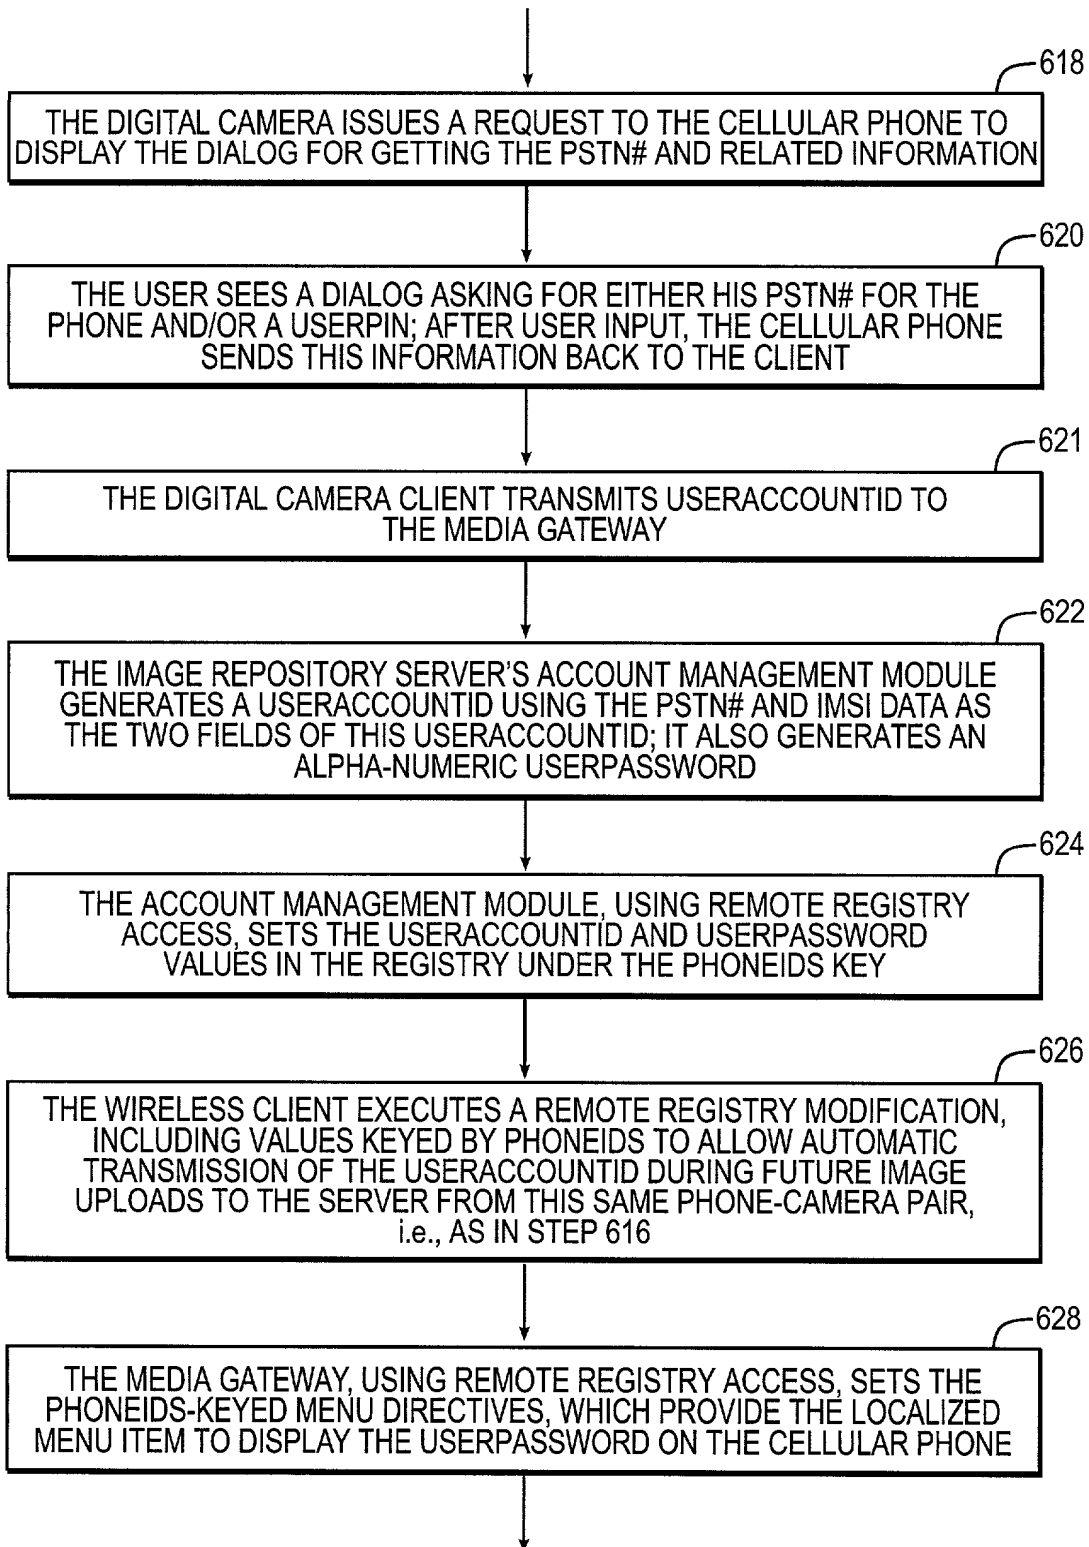 618
THE DIGITAL CAMERA ISSUES A REQUEST TO THE CELLULAR PHONE TO
DISPLAY THE DIALOG FOR GETTING THE PSTN# AND RELATED INFORMATION
620
THE USER SEES A DIALOG ASKING FOR EITHER HIS PSTN# FOR THE
PHONE AND/OR A USERPIN; AFTER USER INPUT, THE CELLULAR PHONE
SENDS THIS INFORMATION BACK TO THE CLIENT
621
THE DIGITAL CAMERA CLIENT TRANSMITS USERACCOUNTID TO
THE MEDIA GATEWAY
622
THE IMAGE REPOSITORY SERVER'S ACCOUNT MANAGEMENT MODULE
GENERATES A USERACCOUNTID USING THE PSTN# AND IMSI DATA AS
THE TWO FIELDS OF THIS USERACCOUNTID; IT ALSO GENERATES AN
ALPHA-NUMERIC USERPASSWORD
624
THE ACCOUNT MANAGEMENT MODULE, USING REMOTE REGISTRY
ACCESS, SETS THE USERACCOUNTID AND USERPASSWORD
VALUES IN THE REGISTRY UNDER THE PHONEIDS KEY
626
THE WIRELESS CLIENT EXECUTES A REMOTE REGISTRY MODIFICATION,
INCLUDING VALUES KEYED BY PHONEIDS TO ALLOW AUTOMATIC
TRANSMISSION OF THE USERACCOUNTID DURING FUTURE IMAGE
UPLOADS TO THE SERVER FROM THIS SAME PHONE-CAMERA PAIR,
i.e., AS IN STEP 616
628
THE MEDIA GATEWAY, USING REMOTE REGISTRY ACCESS, SETS THE
PHONEIDS-KEYED MENU DIRECTIVES, WHICH PROVIDE THE LOCALIZED
MENU ITEM TO DISPLAY THE USERPASSWORD ON THE CELLULAR PHONE